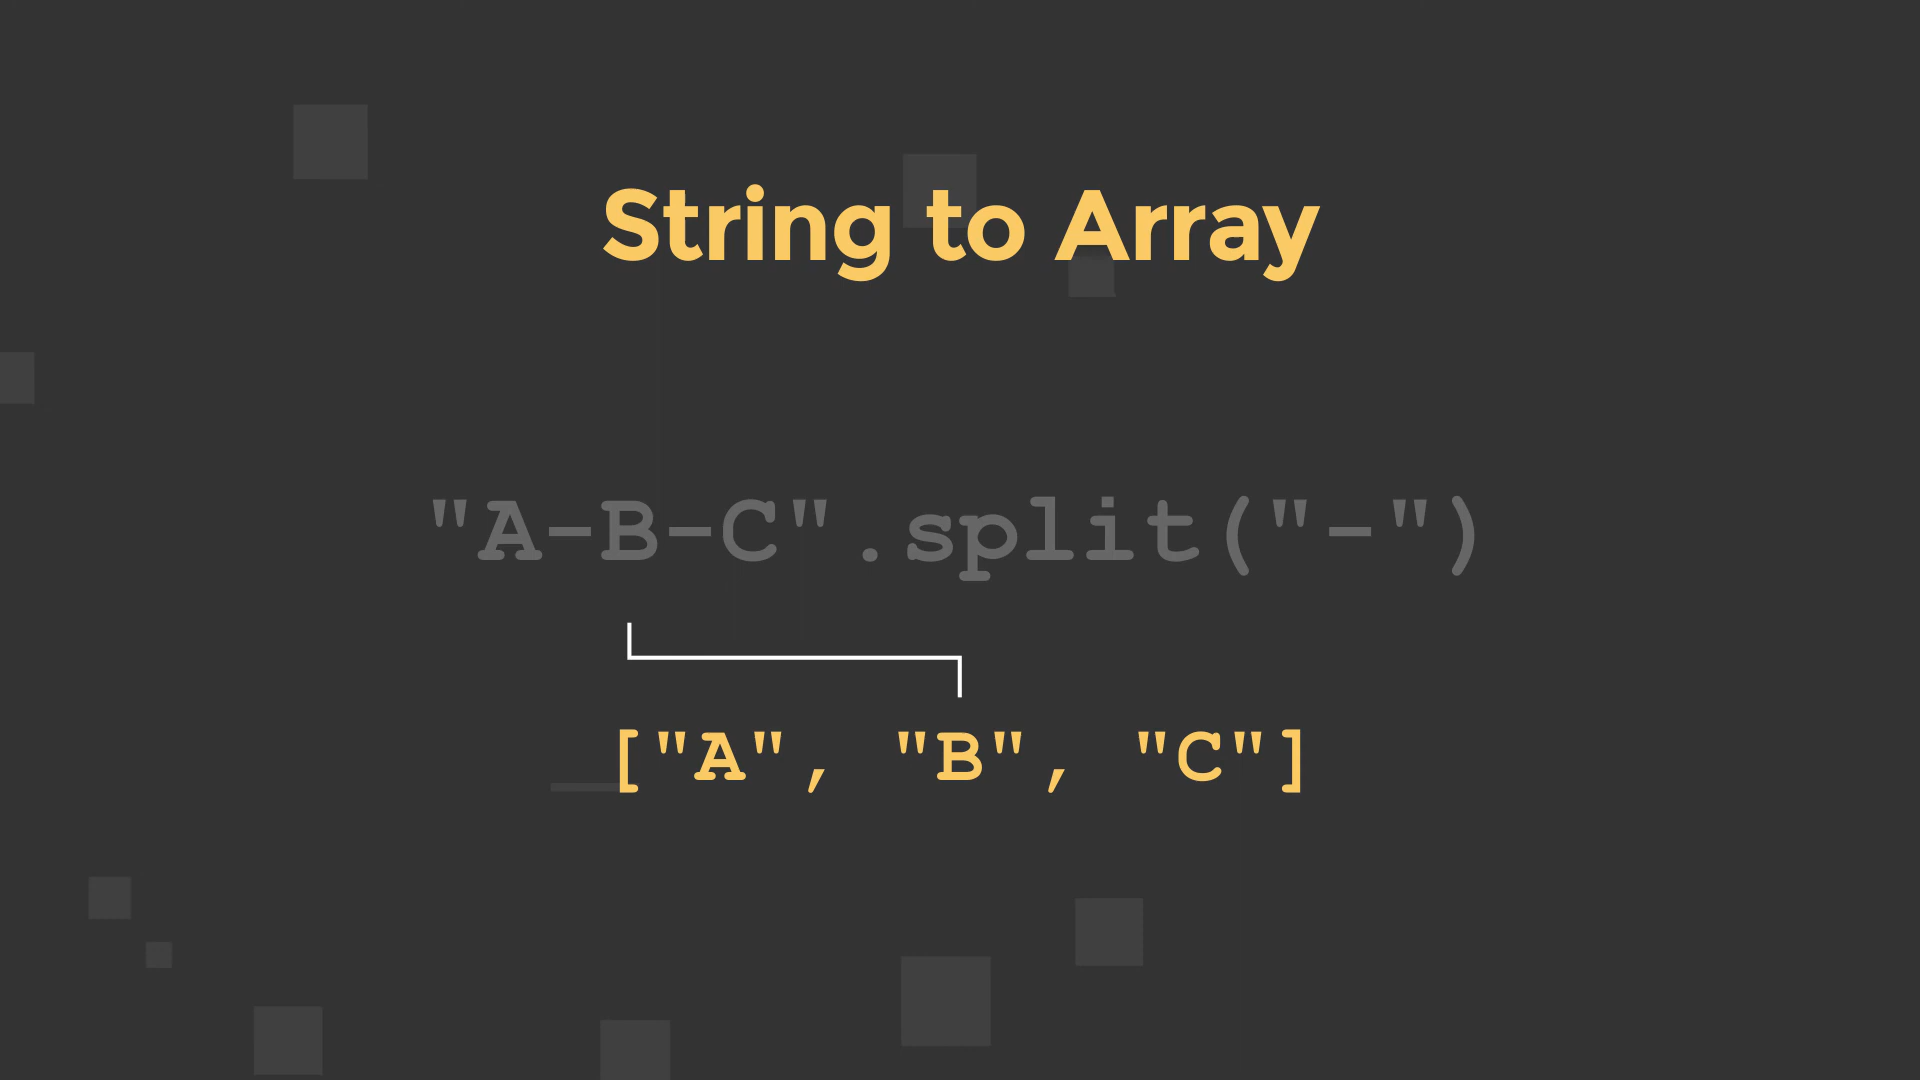 String to Array
"A-B-C".split("-")
["A", "B", "C"]